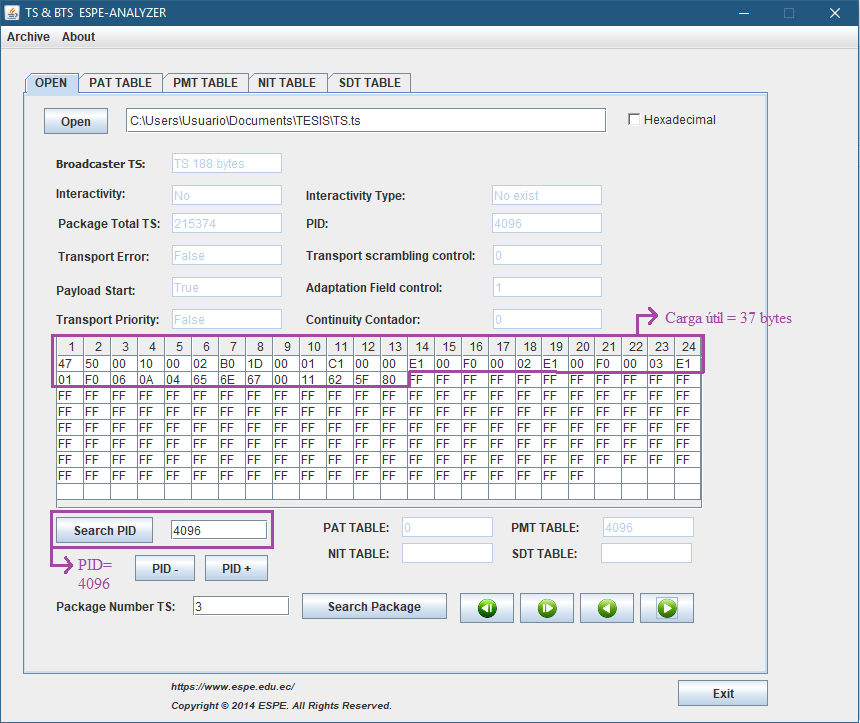 TS & BTS ESPE-ANALYZER
Archive About
OPEN PAT TABLE PMT TABLE NIT TABLE SDT TABLE
Open C:\Users\Usuario\Documents\TESIS\TS.ts Hexadecimal
Broadcaster TS: TS 188 bytes
Interactivity: No Interactivity Type: No exist
Package Total TS: 215374 PID: 4096
Transport Error: False Transport scrambling control: 0
Payload Start: True Adaptation Field control: 1
Transport Priority: False Continuity Contador: 0
Carga útil = 37 bytes
1 2 3 4 5 6 7 8 9 10 11 12 13 14 15 16 17 18 19 20 21 22 23 24
47 50 00 10 00 02 B0 1D 00 01 C1 00 00 E1 00 F0 00 02 E1 00 F0 00 03 E1
01 F0 06 0A 04 65 6E 67 00 11 62 5F 80 FF FF FF FF FF FF FF FF FF FF FF
FF FF FF FF FF FF FF FF FF FF FF FF FF FF FF FF FF FF FF FF FF FF FF FF
FF FF FF FF FF FF FF FF FF FF FF FF FF FF FF FF FF FF FF FF FF FF FF FF
FF FF FF FF FF FF FF FF FF FF FF FF FF FF FF FF FF FF FF FF FF FF FF FF
FF FF FF FF FF FF FF FF FF FF FF FF FF FF FF FF FF FF FF FF FF FF FF FF
FF FF FF FF FF FF FF FF FF FF FF FF FF FF FF FF FF FF FF FF FF FF FF FF
FF FF FF FF FF FF FF FF FF FF FF FF FF FF FF FF FF FF FF FF
Search PID 4096 PAT TABLE: 0 PMT TABLE: 4096
NIT TABLE: SDT TABLE:
PID=
4096
PID - PID +
Package Number TS: 3 Search Package
https://www.espe.edu.ec/
Copyright © 2014 ESPE. All Rights Reserved.
Exit